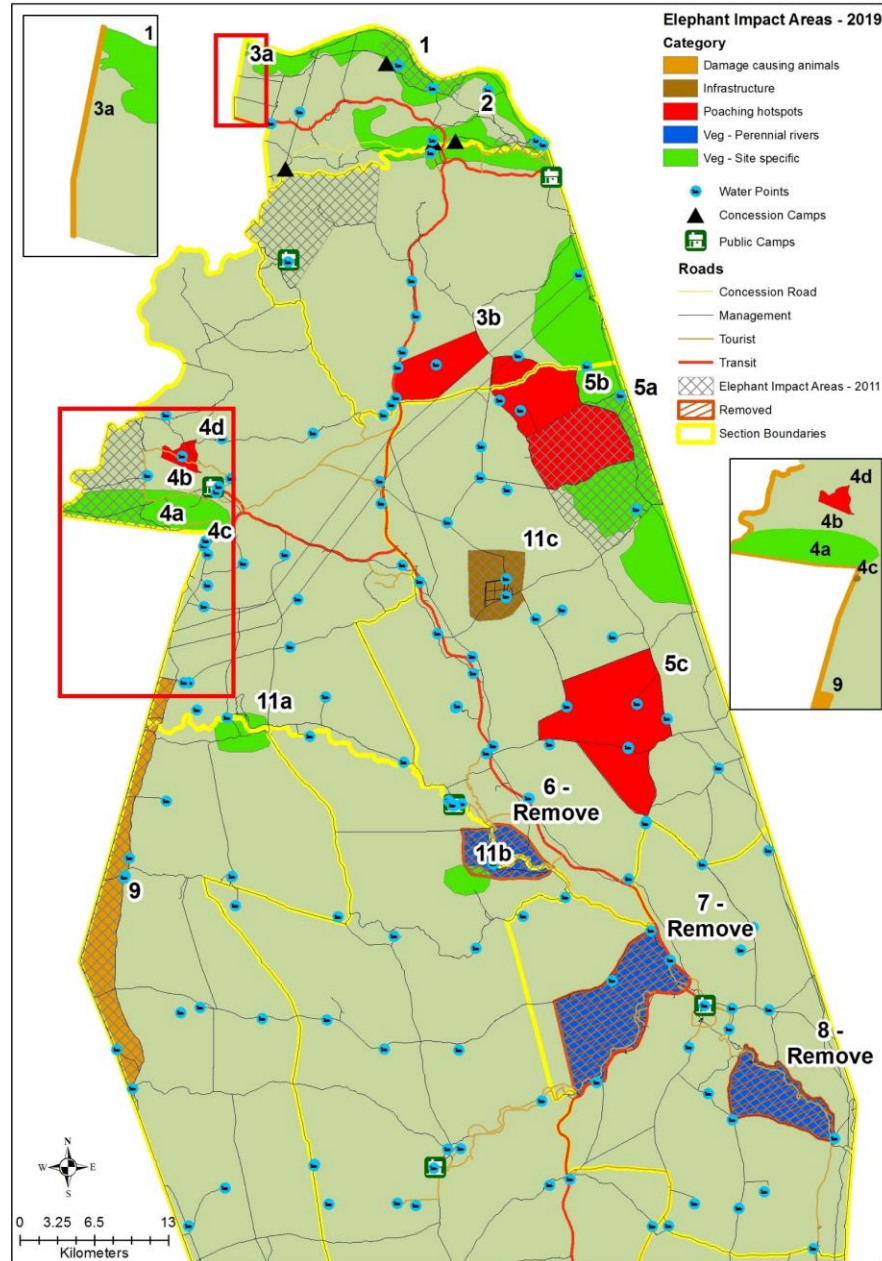 Elephant Impact Areas - 2019
Category
Damage causing animals
Infrastructure
Poaching hotspots
Veg - Perennial rivers
Veg - Site specific
Water Points
Concession Camps
Public Camps
Roads
Concession Road
Management
Tourist
Transit
Elephant Impact Areas - 2011
Removed
Section Boundaries
1
3a
3a
1
2
3b
5b
5a
4d
4b
4a
4c
11c
4d
4b
4a
4c
9
5c
11a
6 -
Remove
11b
9
7 -
Remove
8 -
Remove
N
W E
S
0 3.25 6.5 13
Kilometers